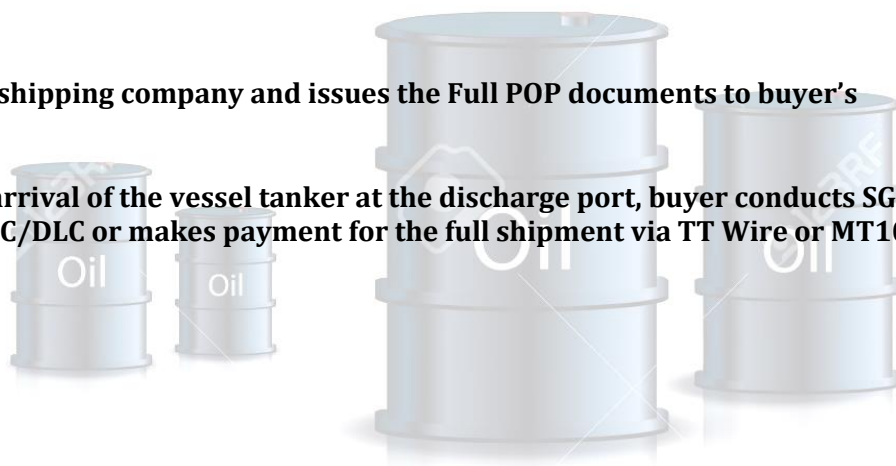 shipping company and issues the Full POP documents to buyer's
arrival of the vessel tanker at the discharge port, buyer conducts SG
C/DLC or makes payment for the full shipment via TT Wire or MT10
Oil
Oil
Oil
Oil